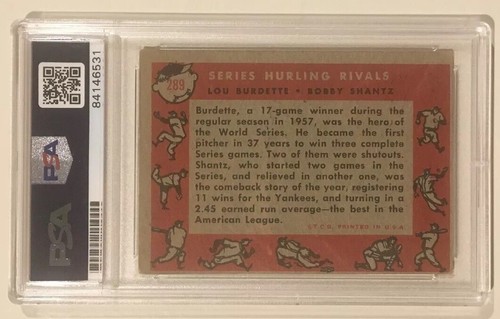 84146531
PSA
PSA
289
SERIES HURLING RIVALS
LOU BURDETTE • BOBBY SHANTZ
Burdette, a 17-game winner during the
regular season in 1957, was the hero of
the World Series. He became the first
pitcher in 37 years to win three complete
Series games. Two of them were shutouts.
Shantz, who started two games in the
Series, and relieved in another one, was
the comeback story of the year, registering
11 wins for the Yankees, and turning in a
2.45 earned run average—the best in the
American League.
©T.C.G. PRINTED IN U.S.A.